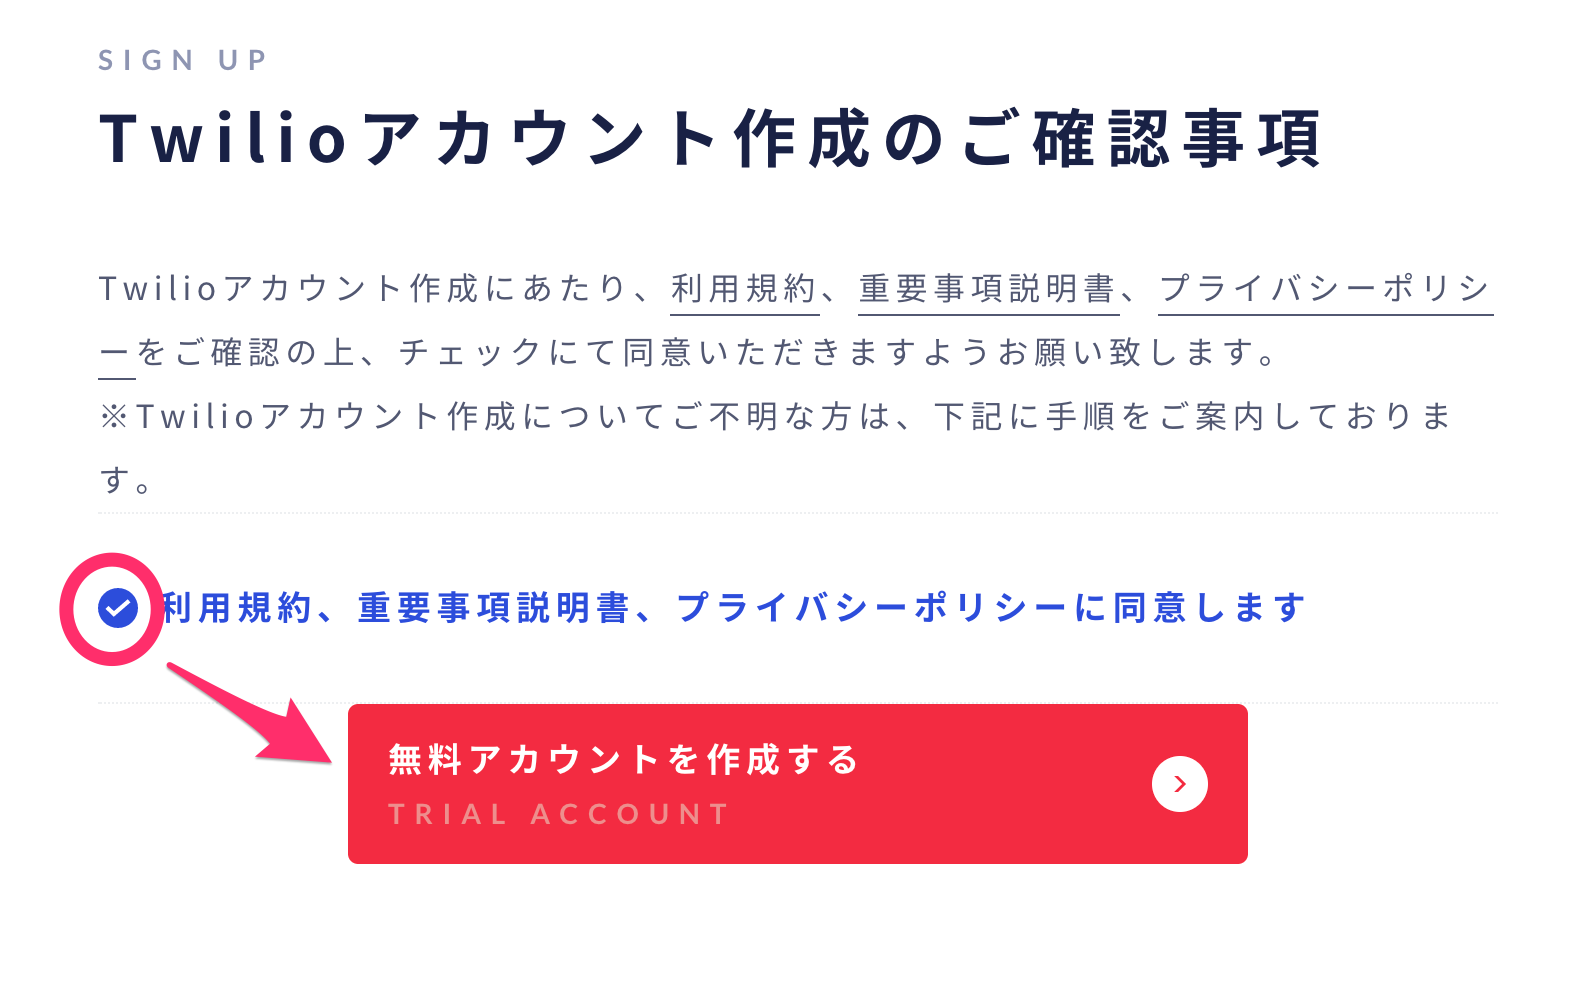 SIGN UP
Twilioアカウント作成のご確認事項
Twilioアカウント作成にあたり、利用規約、重要事項説明書、プライバシーポリシ
ーをご確認の上、チェックにて同意いただきますようお願い致します。
※Twilioアカウント作成についてご不明な方は、下記に手順をご案内しておりま
す。
利用規約、重要事項説明書、プライバシーポリシーに同意します
無料アカウントを作成する
TRIAL ACCOUNT